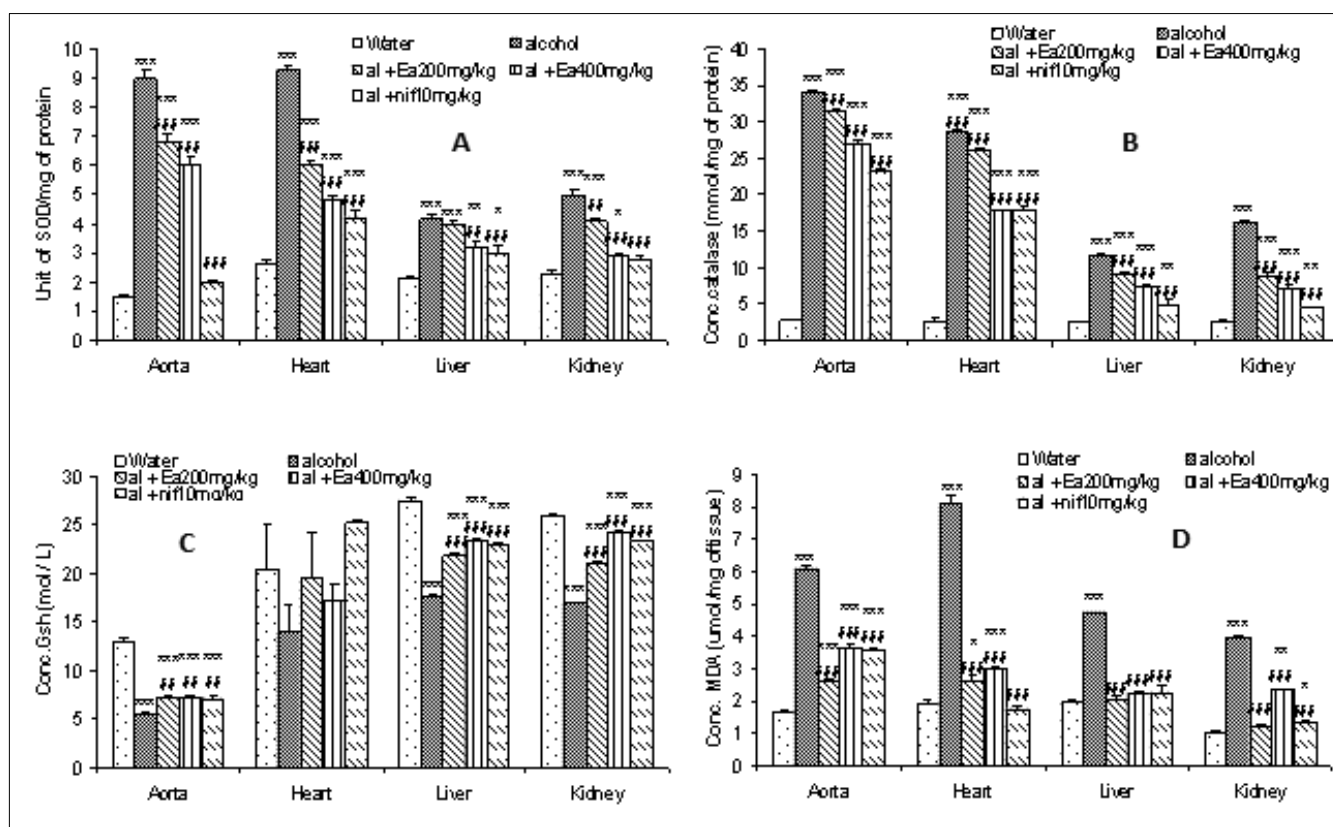 Water
alcohol
al +Ea200mg/kg
al +Ea400mg/kg
al +nif10mg/kg
A
Unit of SOD/mg of protein
10
9
8
7
6
5
4
3
2
1
0
Aorta Heart Liver Kidney
Water
alcohol
al +Ea200mg/kg
al +Ea400mg/kg
al +nif10mg/kg
B
Conc.catalase (mmol/mg of protein)
40
35
30
25
20
15
10
5
0
Aorta Heart Liver Kidney
Water
alcohol
al +Ea200mg/kg
al +Ea400mg/kg
al +nif10mg/kg
C
Conc.Gsh(mol/ L)
30
25
20
15
10
5
0
Aorta Heart Liver Kidney
Water
alcohol
al +Ea200mg/kg
al +Ea400mg/kg
al +nif10mg/kg
D
Conc. MDA (umol/mg oftissue)
9
8
7
6
5
4
3
2
1
0
Aorta Heart Liver Kidney